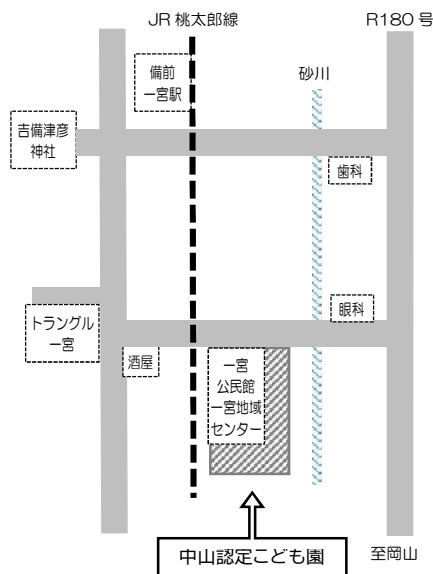 JR 桃太郎線
R180 号
備前
一宮駅
砂川
吉備津彦
神社
歯科
眼科
トラングル
一宮
酒屋
一宮
公民館
一宮地域
センター
中山認定こども園
至岡山